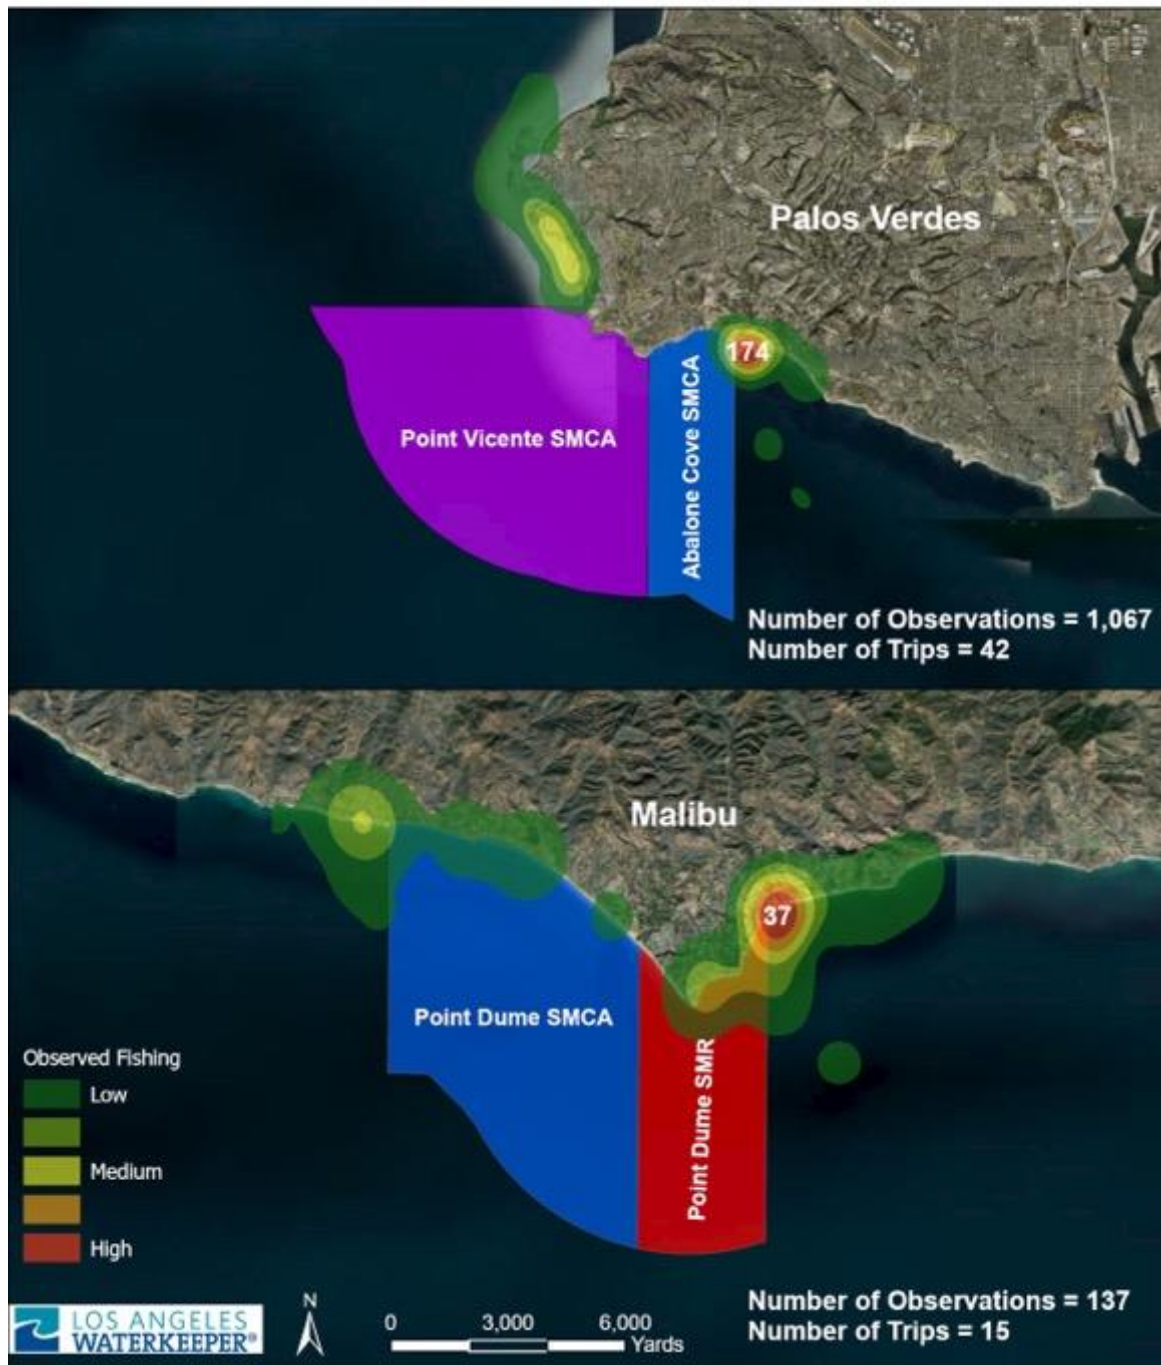 Palos Verdes
174
Point Vicente SMCA
Abalone Cove SMCA
Number of Observations = 1,067
Number of Trips = 42
Malibu
37
Point Dume SMCA
Point Dume SMR
Observed Fishing
Low
Medium
High
LOS ANGELES
WATERKEEPER®
N
0 3,000 6,000
Yards
Number of Observations = 137
Number of Trips = 15